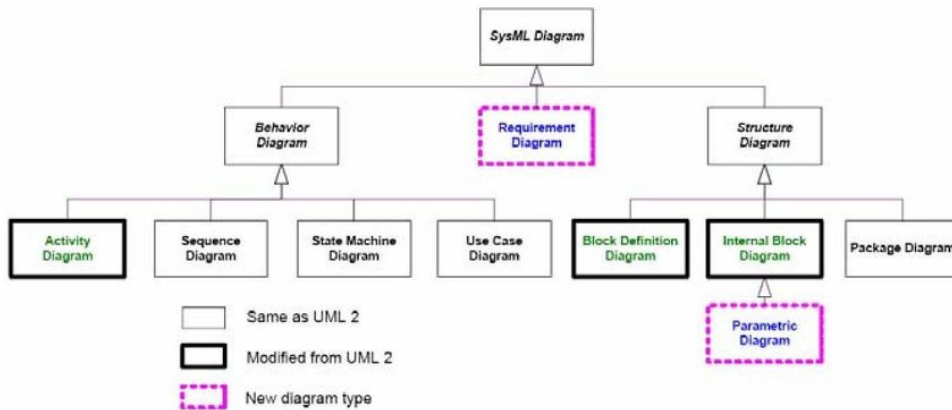 SysML Diagram
Behavior
Diagram
Requirement
Diagram
Structure
Diagram
Activity
Diagram
Sequence
Diagram
State Machine
Diagram
Use Case
Diagram
Block Definition
Diagram
Internal Block
Diagram
Package Diagram
Parametric
Diagram
Same as UML 2
Modified from UML 2
New diagram type